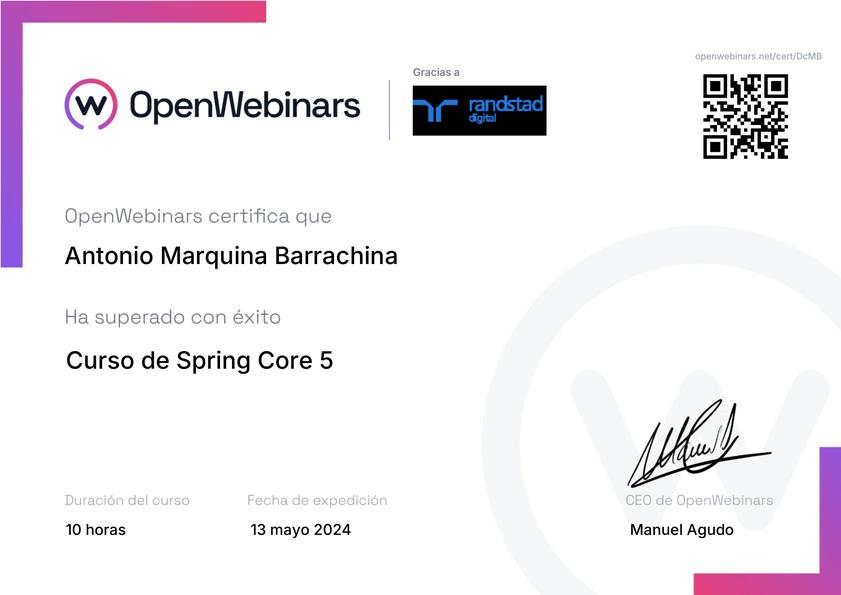 openwebinars.net/cert/DcMB
Gracias a
OpenWebinars
randstad
digital
OpenWebinars certifica que
Antonio Marquina Barrachina
Ha superado con éxito
Curso de Spring Core 5
Duración del curso
Fecha de expedición
CEO de OpenWebinars
10 horas
13 mayo 2024
Manuel Agudo